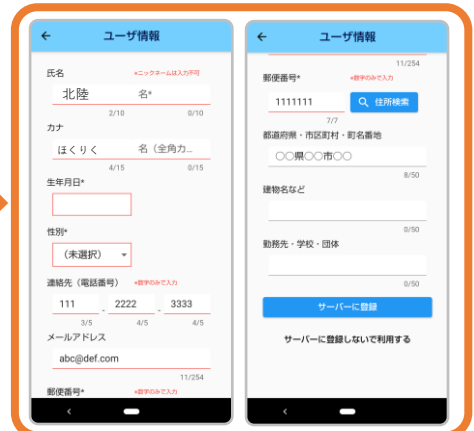 ユーザ情報
氏名 *ニックネームは入力不可
北陸 名*
2/10 0/10
カナ
ほくりく 名（全角カ...
4/15 0/15
生年月日*
性別*
（未選択）
連絡先（電話番号） *数字のみで入力
111 - 2222 - 3333
3/5 4/5 4/5
メールアドレス
abc@def.com
11/254
郵便番号* *数字のみで入力
ユーザ情報
11/254
郵便番号* *数字のみで入力
1111111 住所検索
7/7
都道府県・市区町村・町名番地
○○県○○市○○
8/50
建物名など
0/50
勤務先・学校・団体
0/50
サーバーに登録
サーバーに登録しないで利用する